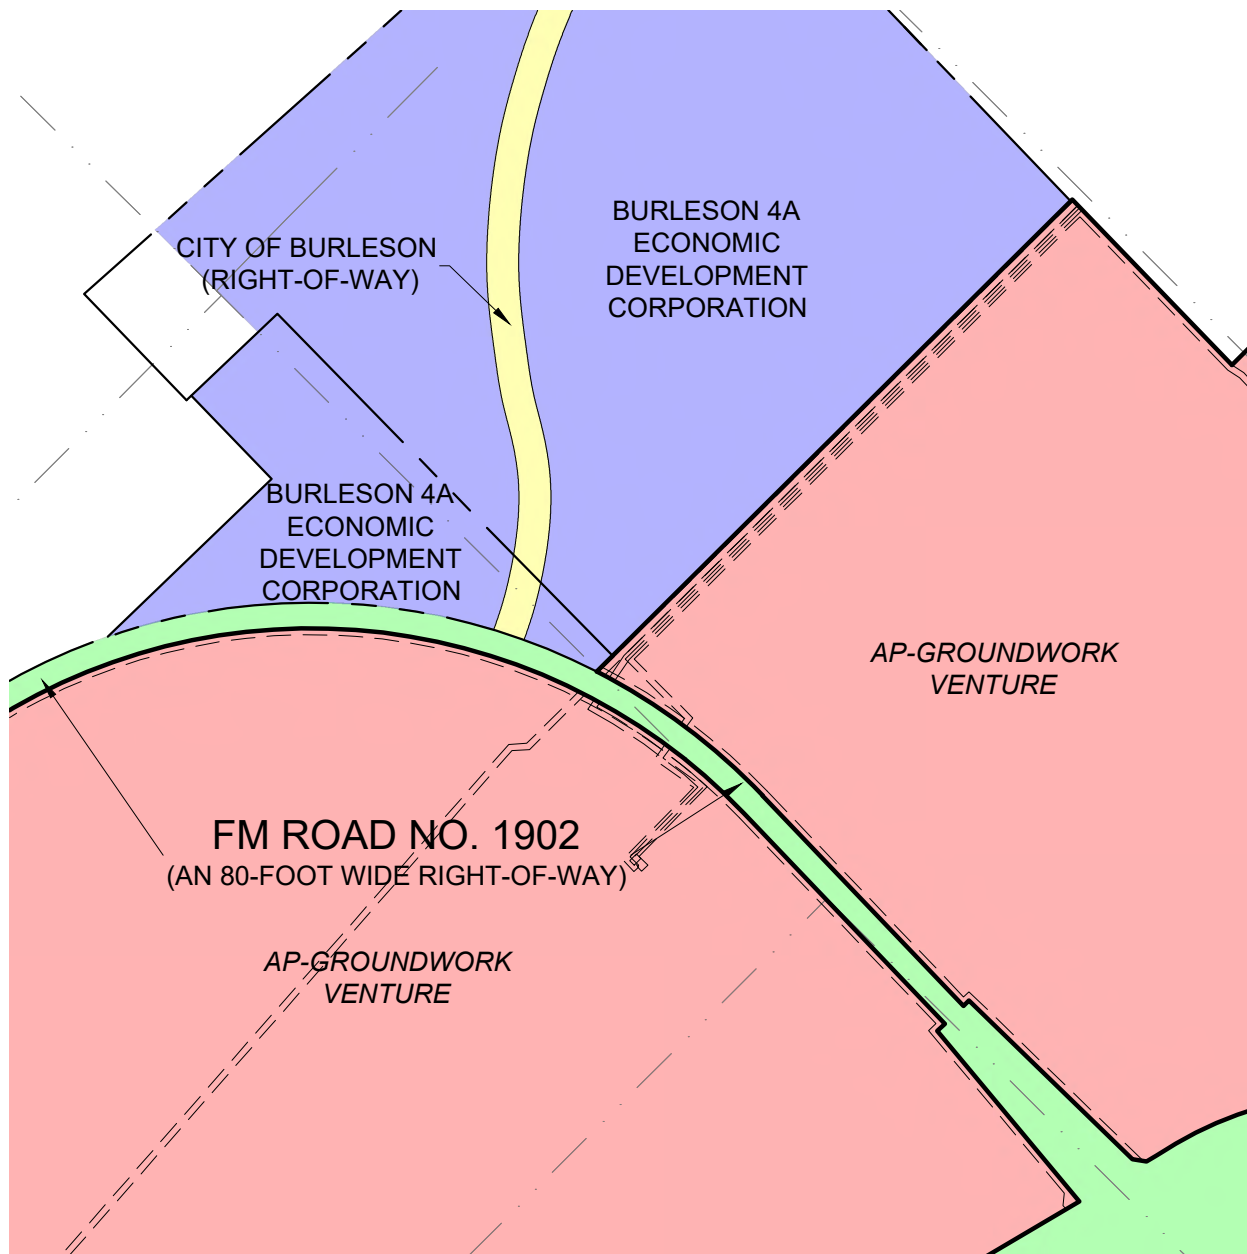 BURLESON 4A
ECONOMIC
DEVELOPMENT
CORPORATION
CITY OF BURLESON
(RIGHT-OF-WAY)
BURLESON 4A
ECONOMIC
DEVELOPMENT
CORPORATION
AP-GROUNDWORK
VENTURE
FM ROAD NO. 1902
(AN 80-FOOT WIDE RIGHT-OF-WAY)
AP-GROUNDWORK
VENTURE